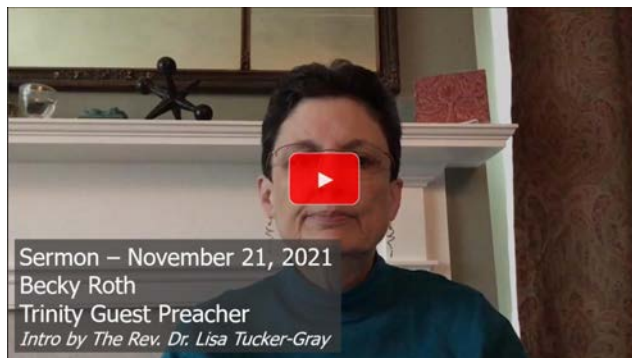 Sermon – November 21, 2021
Becky Roth
Trinity Guest Preacher
Intro by The Rev. Dr. Lisa Tucker-Gray